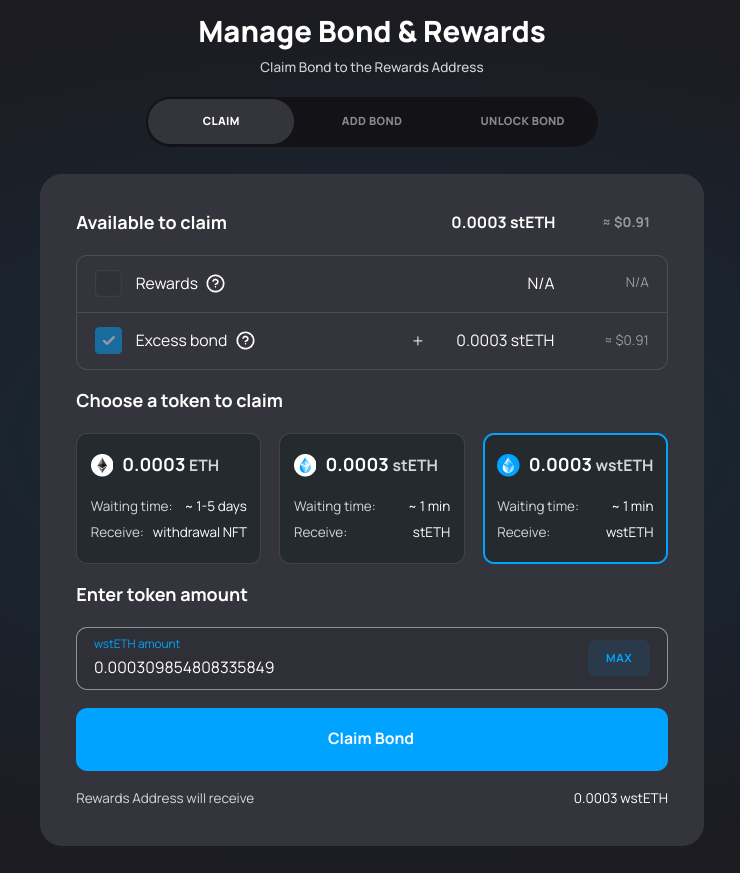 Manage Bond & Rewards
Claim Bond to the Rewards Address
CLAIM ADD BOND UNLOCK BOND
Available to claim 0.0003 stETH ≈ $0.91
Rewards ? N/A N/A
Excess bond ? + 0.0003 stETH ≈ $0.91
Choose a token to claim
0.0003 ETH 0.0003 stETH 0.0003 wstETH
Waiting time: ~ 1-5 days Waiting time: ~ 1 min Waiting time: ~ 1 min
Receive: withdrawal NFT Receive: stETH Receive: wstETH
Enter token amount
wstETH amount
0.000309854808335849 MAX
Claim Bond
Rewards Address will receive 0.0003 wstETH